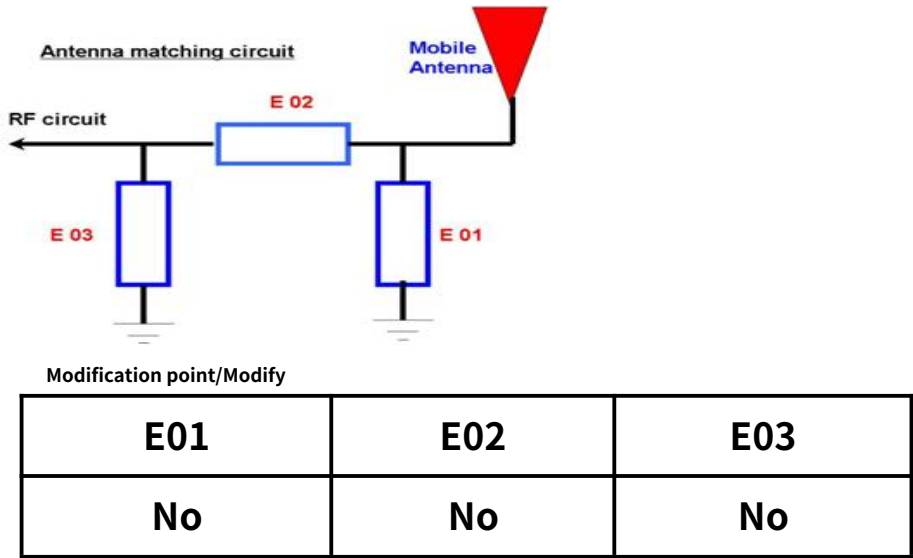 Antenna matching circuit
Mobile
Antenna
E 02
RF circuit
E 03
E 01
Modification point/Modify
E01 E02 E03
No No No